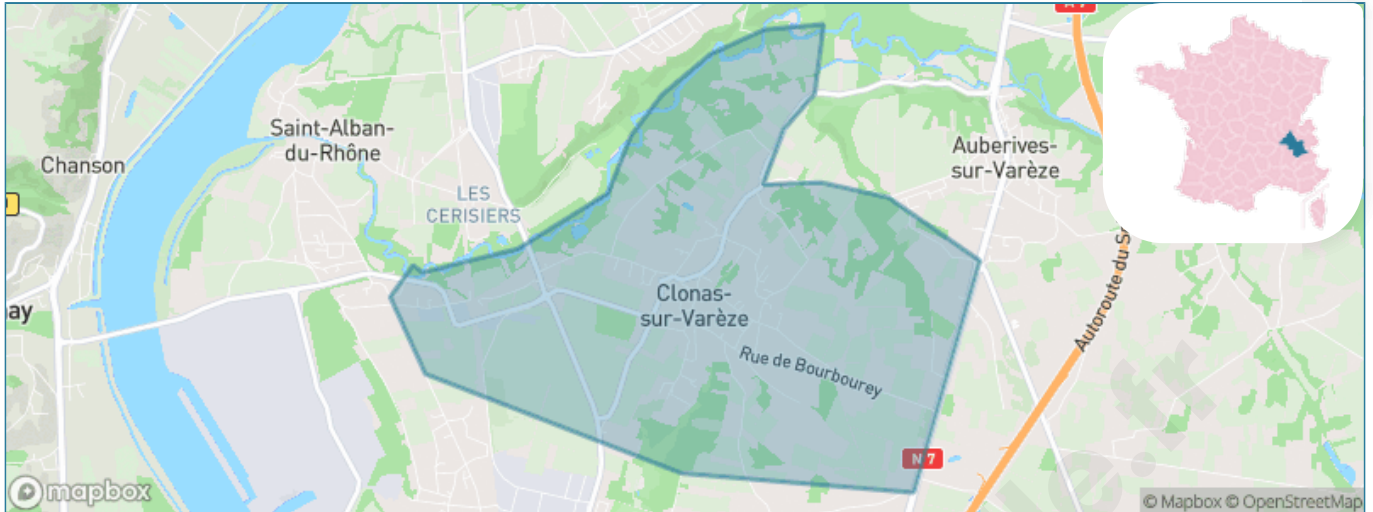 A 7
Saint-Alban-
du-Rhône
Chanson
Auberives-
sur-Varèze
LES
CERISIERS
Clonas-
sur-Varèze
Autoroute du S
ay
Rue de Bourbourey
N 7
mapbox
© Mapbox © OpenStreetMap